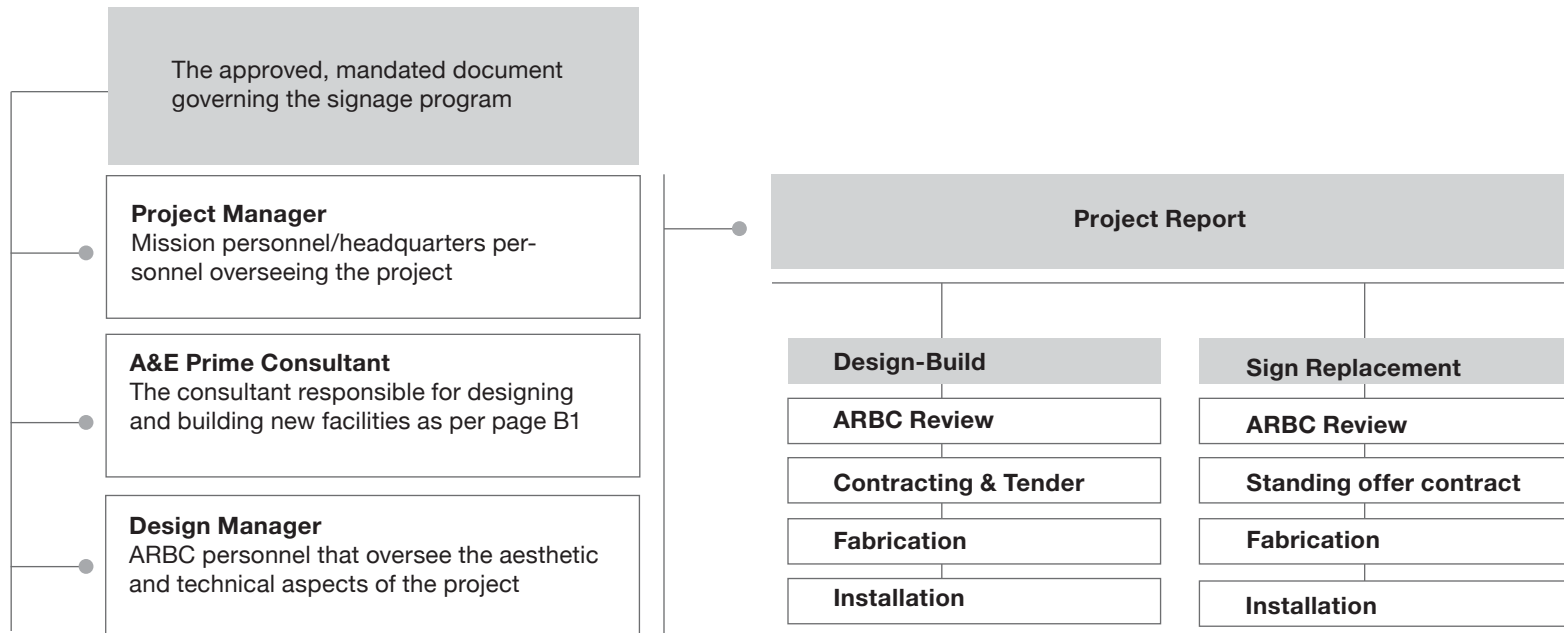 The approved, mandated document
governing the signage program
Project Manager
Mission personnel/headquarters per-
sonnel overseeing the project
A&E Prime Consultant
The consultant responsible for designing
and building new facilities as per page B1
Design Manager
ARBC personnel that oversee the aesthetic
and technical aspects of the project
Project Report
Design-Build
ARBC Review
Contracting & Tender
Fabrication
Installation
Sign Replacement
ARBC Review
Standing offer contract
Fabrication
Installation